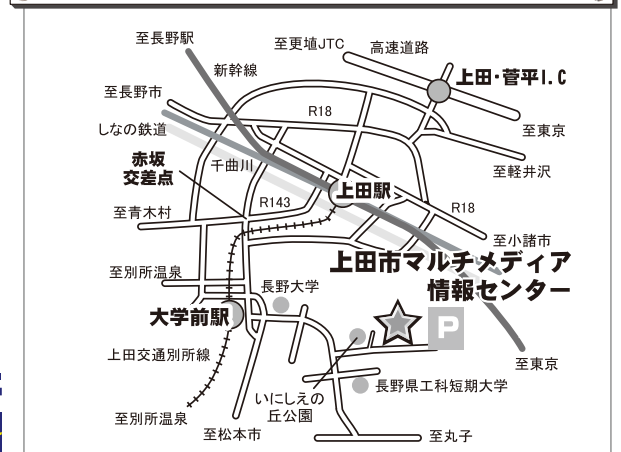 至長野駅
至更埴JTC
高速道路
新幹線
上田・菅平I.C
至長野市
R18
至東京
しなの鉄道
赤坂
交差点
千曲川
至軽井沢
上田駅
R143
R18
至青木村
至小諸市
上田市マルチメディア
情報センター
至別所温泉
長野大学
大学前駅
P
上田交通別所線
至東京
長野県工科短期大学
いにしえの
丘公園
至別所温泉
至松本市
至丸子